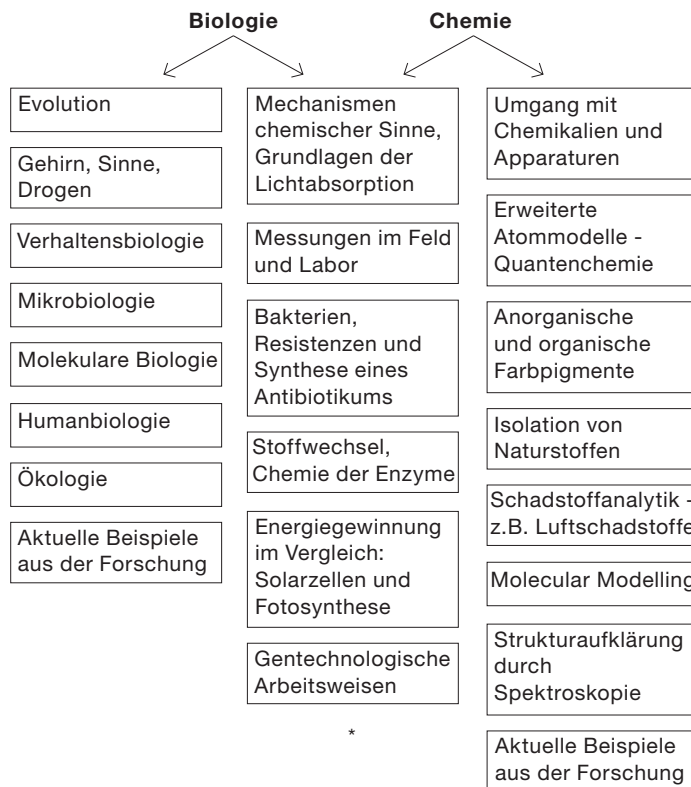 Biologie
Chemie
Evolution
Gehirn, Sinne,
Drogen
Verhaltensbiologie
Mikrobiologie
Molekulare Biologie
Humanbiologie
Ökologie
Aktuelle Beispiele
aus der Forschung
Mechanismen
chemischer Sinne,
Grundlagen der
Lichtabsorption
Messungen im Feld
und Labor
Bakterien,
Resistenzen und
Synthese eines
Antibiotikums
Stoffwechsel,
Chemie der Enzyme
Energiegewinnung
im Vergleich:
Solarzellen und
Fotosynthese
Gentechnologische
Arbeitsweisen
*
Umgang mit
Chemikalien und
Apparaturen
Erweiterte
Atommodelle -
Quantenchemie
Anorganische
und organische
Farbpigmente
Isolation von
Naturstoffen
Schadstoffanalytik -
z.B. Luftschadstoffe
Molecular Modelling
Strukturaufklärung
durch
Spektroskopie
Aktuelle Beispiele
aus der Forschung